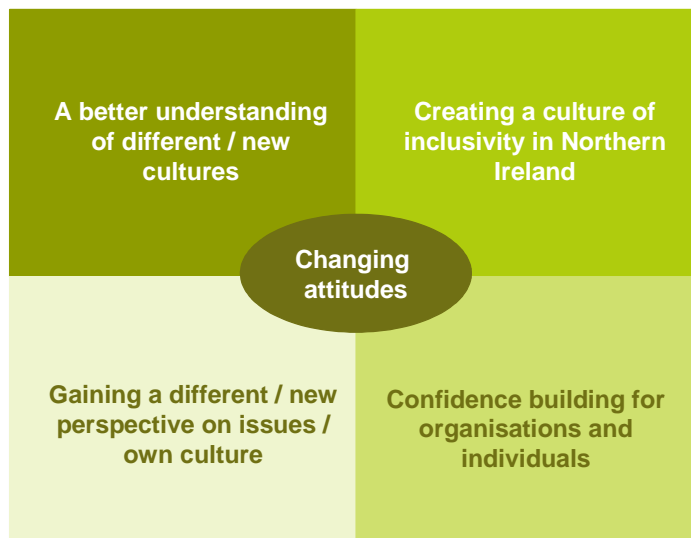 A better understanding
of different / new
cultures
Creating a culture of
inclusivity in Northern
Ireland
Changing
attitudes
Gaining a different / new
perspective on issues /
own culture
Confidence building for
organisations and
individuals